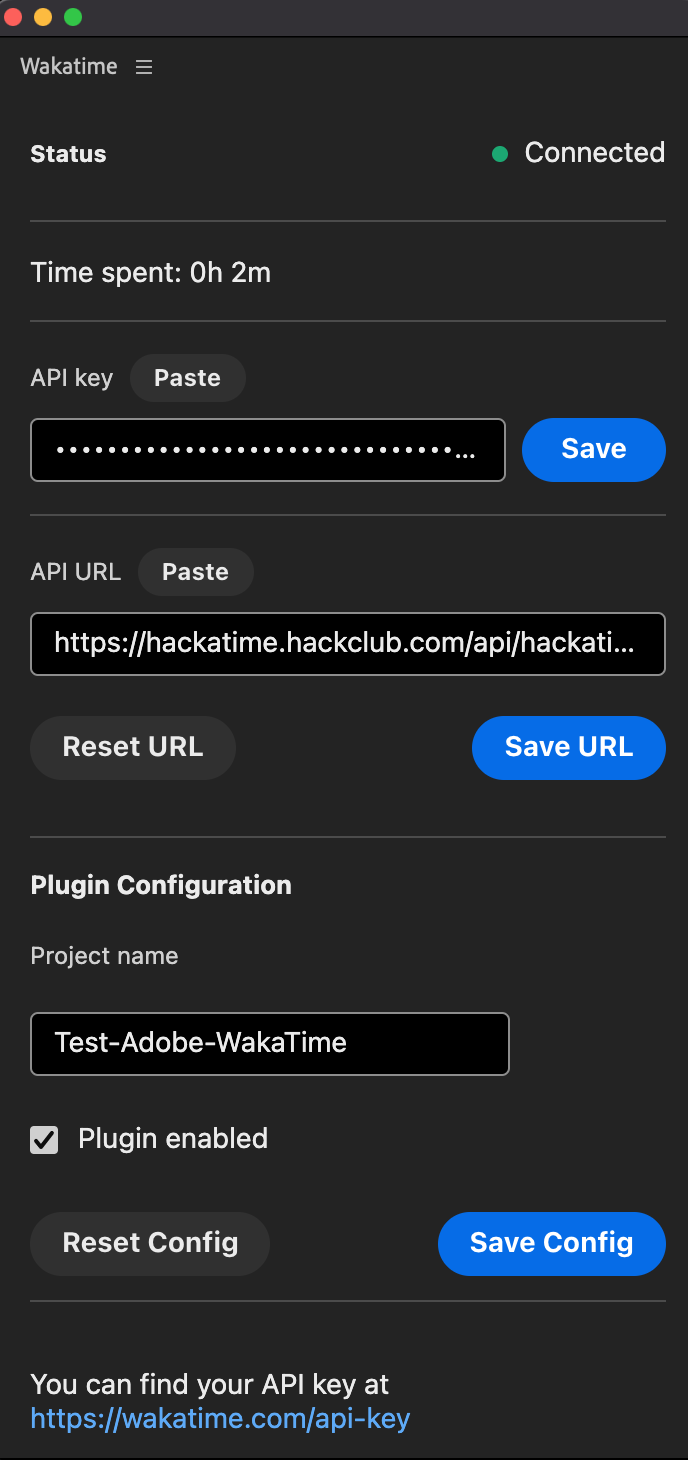 Wakatime
Status
Connected
Time spent: 0h 2m
API key
Paste
••••••••••••••••••••••••••••••••...
Save
API URL
Paste
https://hackatime.hackclub.com/api/hackati...
Reset URL
Save URL
Plugin Configuration
Project name
Test-Adobe-WakaTime
Plugin enabled
Reset Config
Save Config
You can find your API key at
https://wakatime.com/api-key